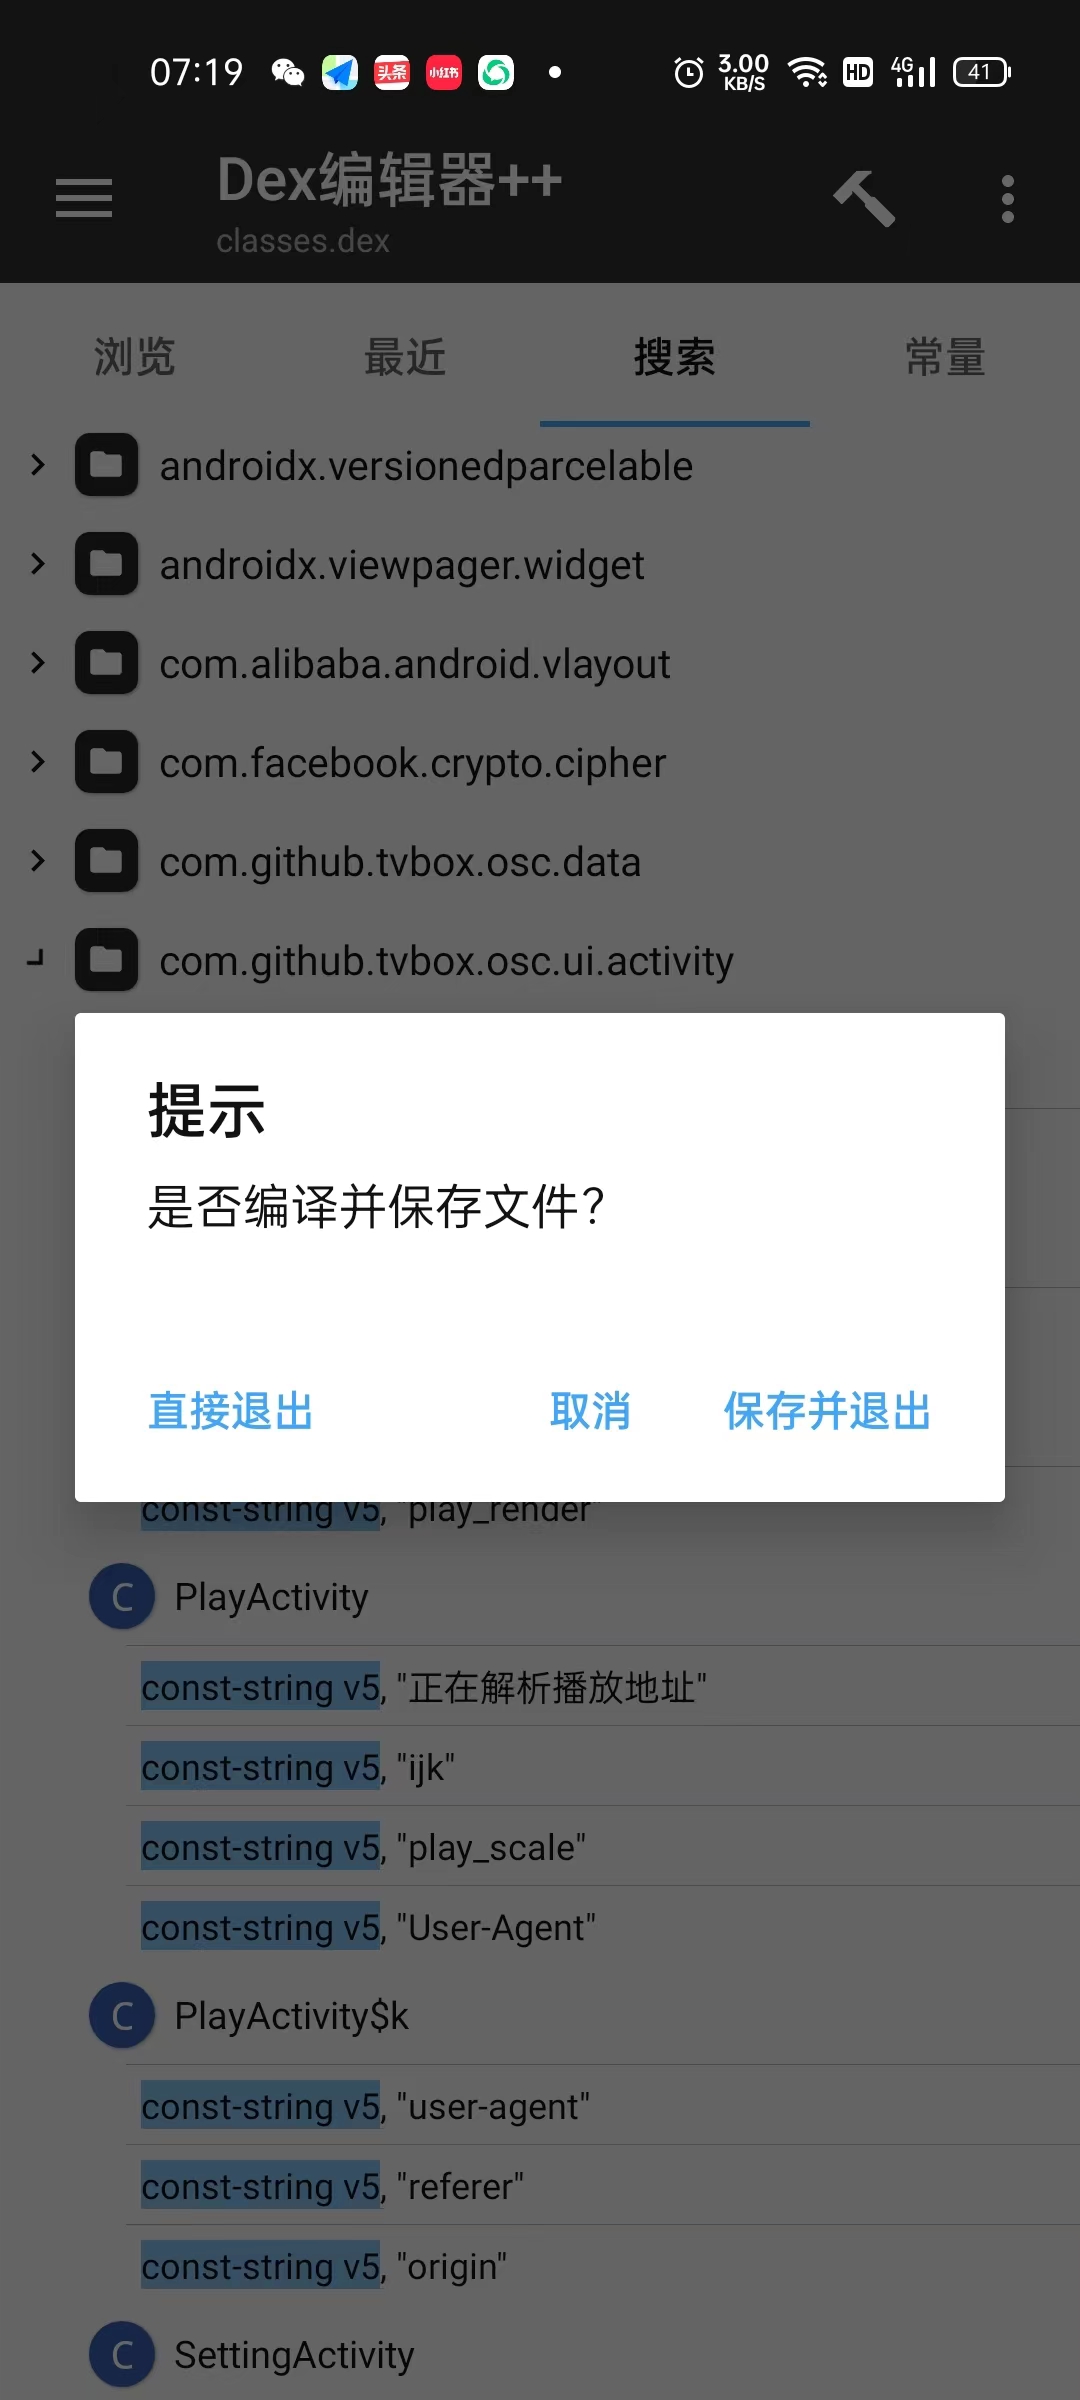 07:19 头条 小红书 3.00 KB/S HD 4G 41
Dex编辑器++
classes.dex
浏览 最近 搜索 常量
androidx.versionedparcelable
androidx.viewpager.widget
com.alibaba.android.vlayout
com.facebook.crypto.cipher
com.github.tvbox.osc.data
com.github.tvbox.osc.ui.activity
提示
是否编译并保存文件？
直接退出 取消 保存并退出
const-string v5, "play_render"
C PlayActivity
const-string v5, "正在解析播放地址"
const-string v5, "ijk"
const-string v5, "play_scale"
const-string v5, "User-Agent"
C PlayActivity$k
const-string v5, "user-agent"
const-string v5, "referer"
const-string v5, "origin"
C SettingActivity